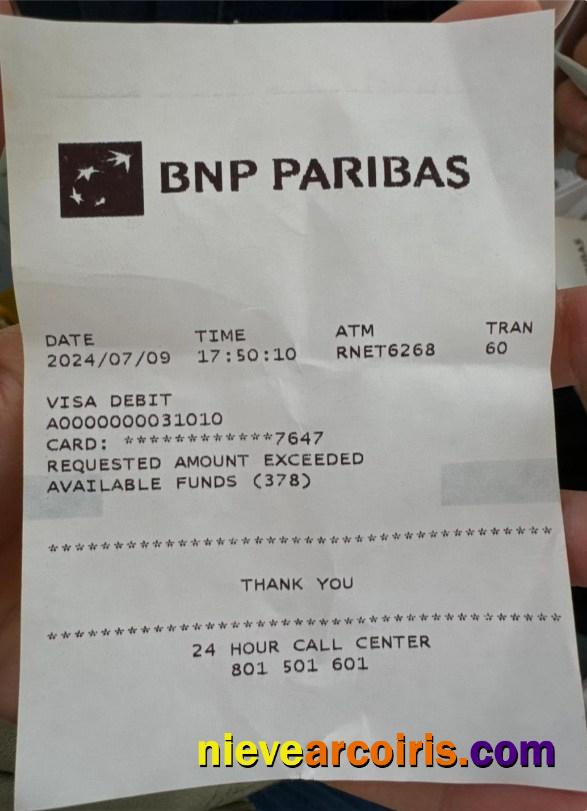 BNP PARIBAS
DATE TIME ATM TRAN
2024/07/09 17:50:10 RNET6268 60
VISA DEBIT
A0000000031010
CARD: ************7647
REQUESTED AMOUNT EXCEEDED
AVAILABLE FUNDS (378)
***************************************
THANK YOU
***************************************
24 HOUR CALL CENTER
801 501 601
nievearcoiris.com